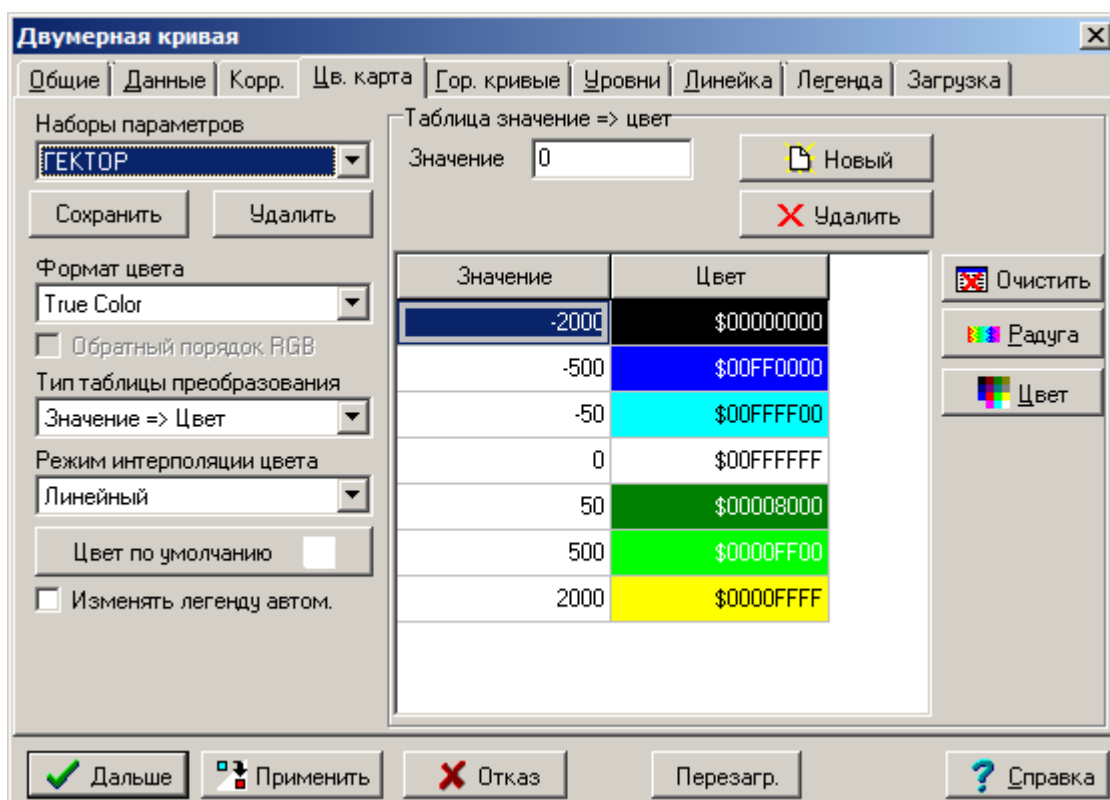 Двумерная кривая
Общие Данные Корр. Цв. карта Гор. кривые Уровни Линейка Легенда Загрузка
Наборы параметров
ГЕКТОР
Сохранить Удалить
Формат цвета
True Color
Обратный порядок RGB
Тип таблицы преобразования
Значение => Цвет
Режим интерполяции цвета
Линейный
Цвет по умолчанию
Изменять легенду автом.
Таблица значение => цвет
Значение 0 Новый
Удалить
Значение Цвет
-2000 $00000000
-500 $00FF0000
-50 $00FFFF00
0 $00FFFFFF
50 $00008000
500 $0000FF00
2000 $0000FFFF
Очистить
Радуга
Цвет
Дальше Применить Отказ Перезагр. Справка